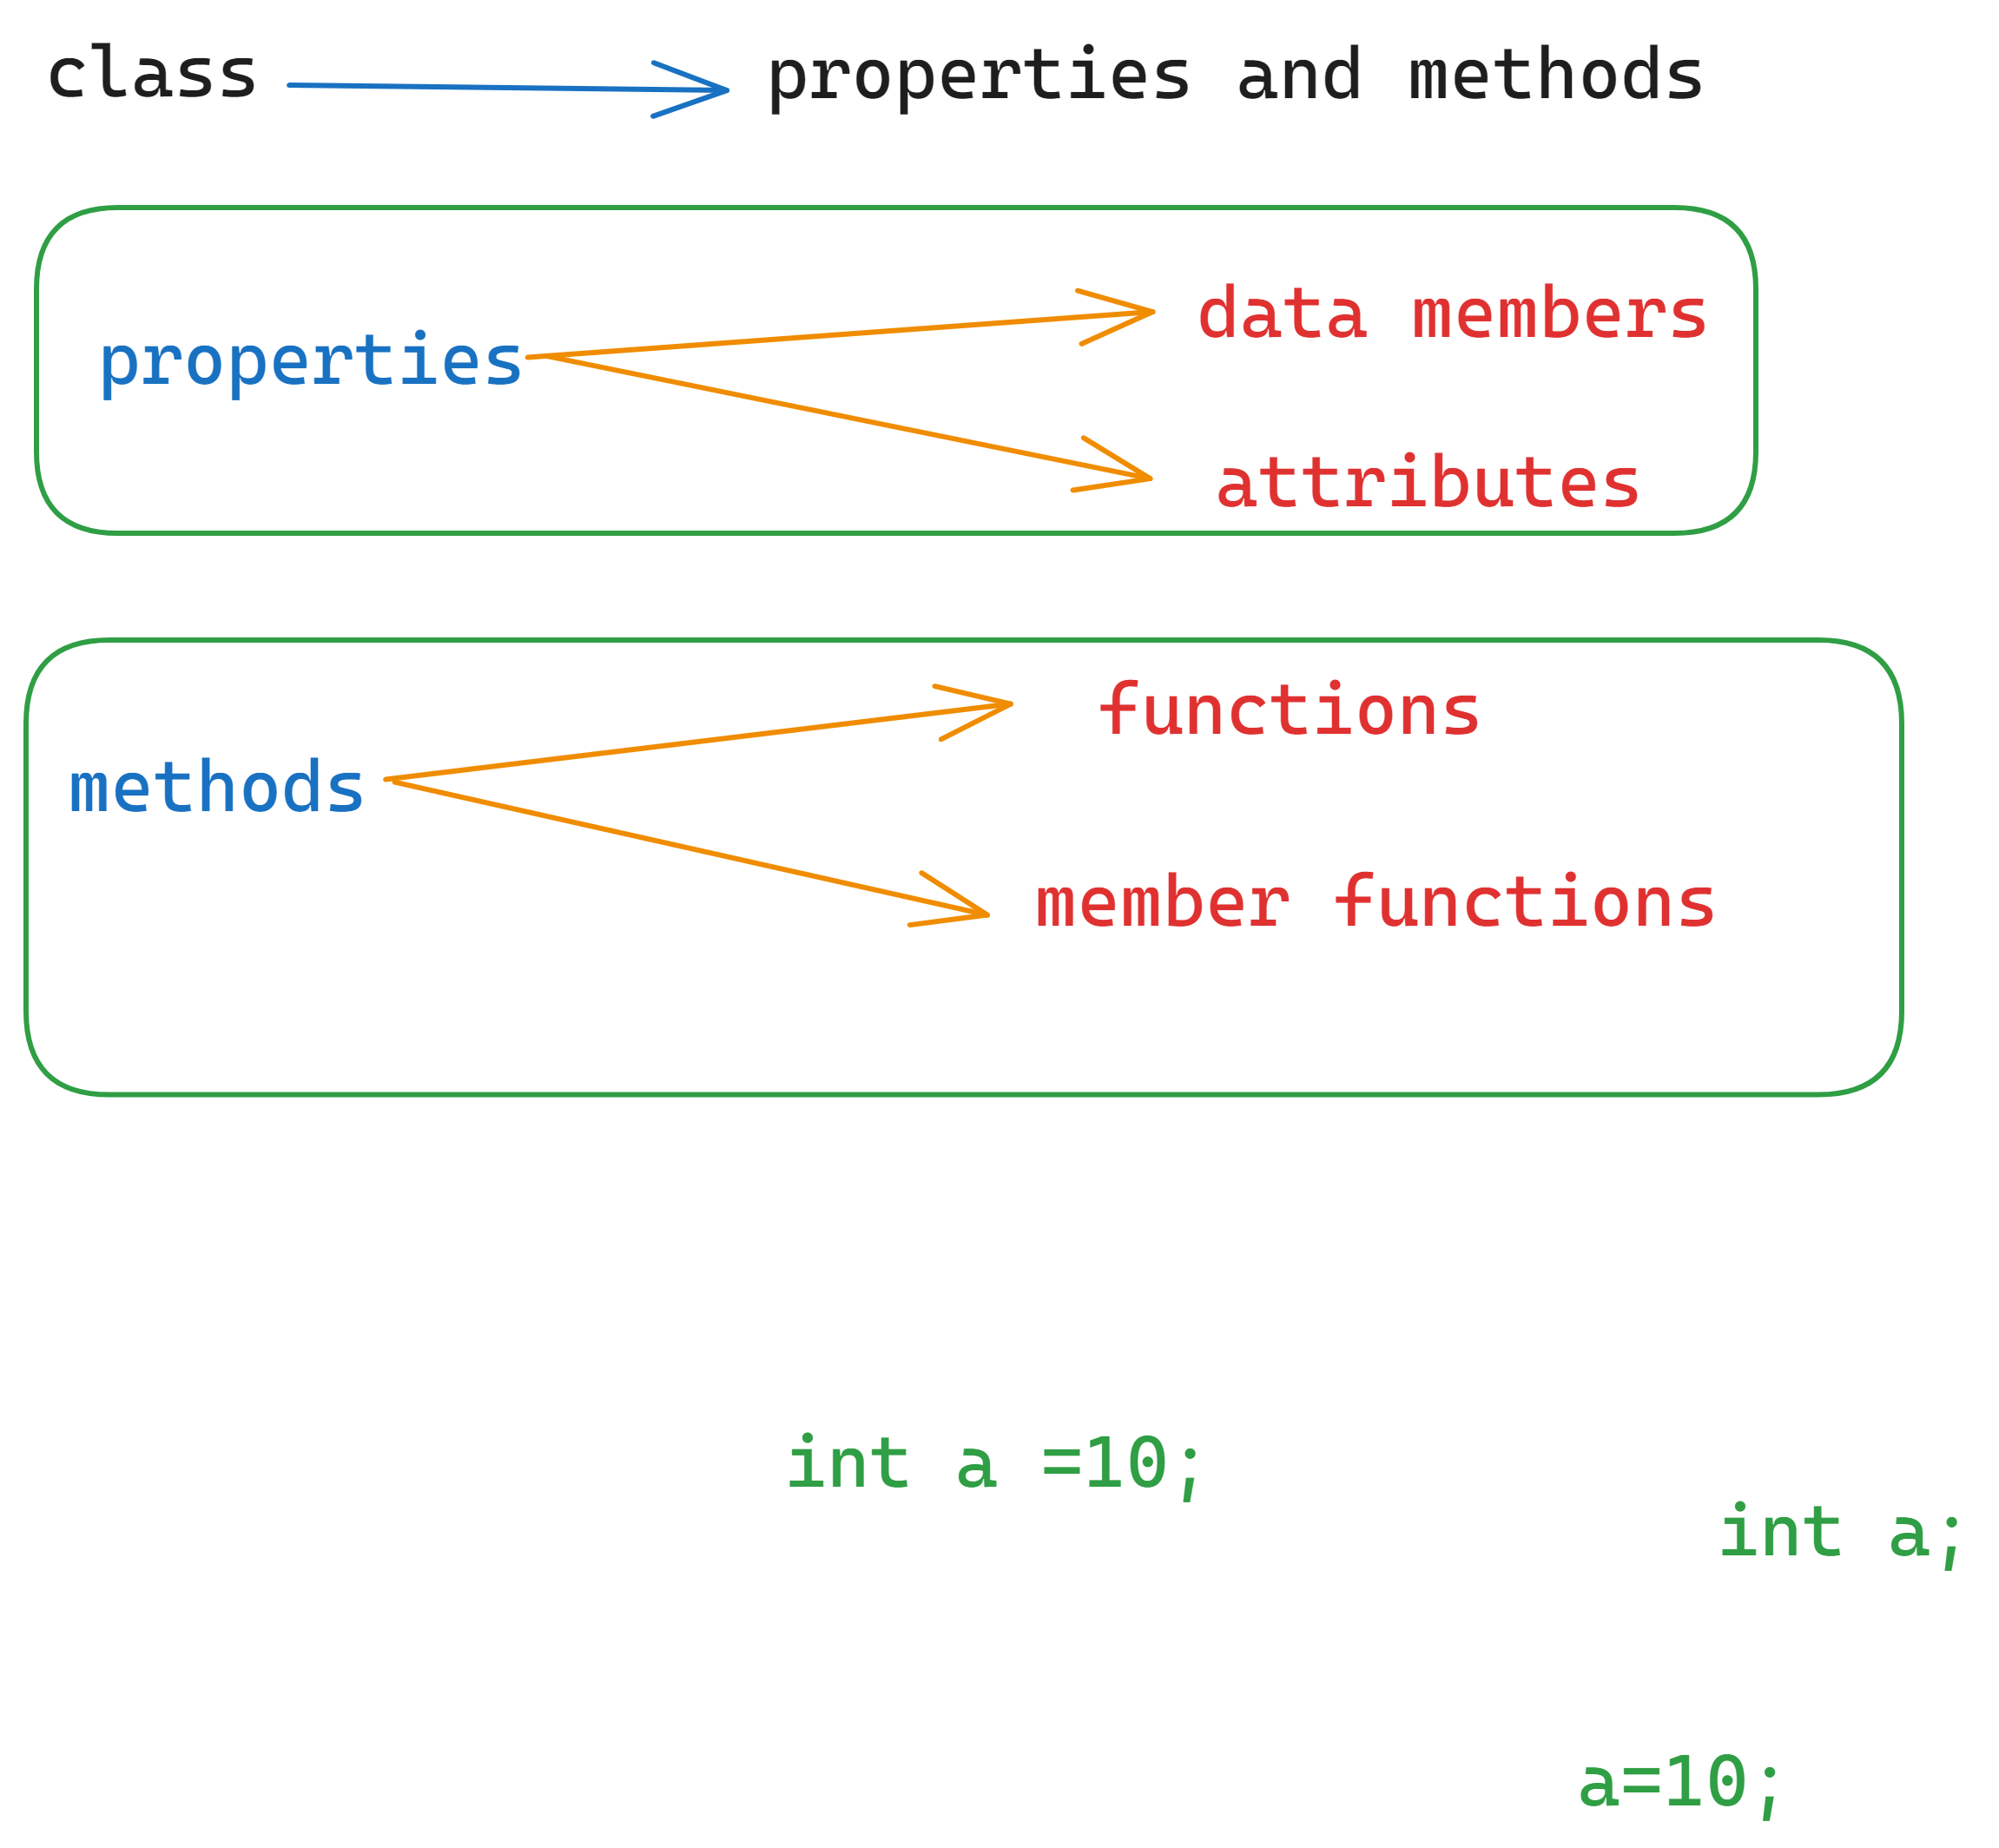 class properties and methods
data members
properties
attributes
functions
methods
member functions
int a =10;
int a;
a=10;